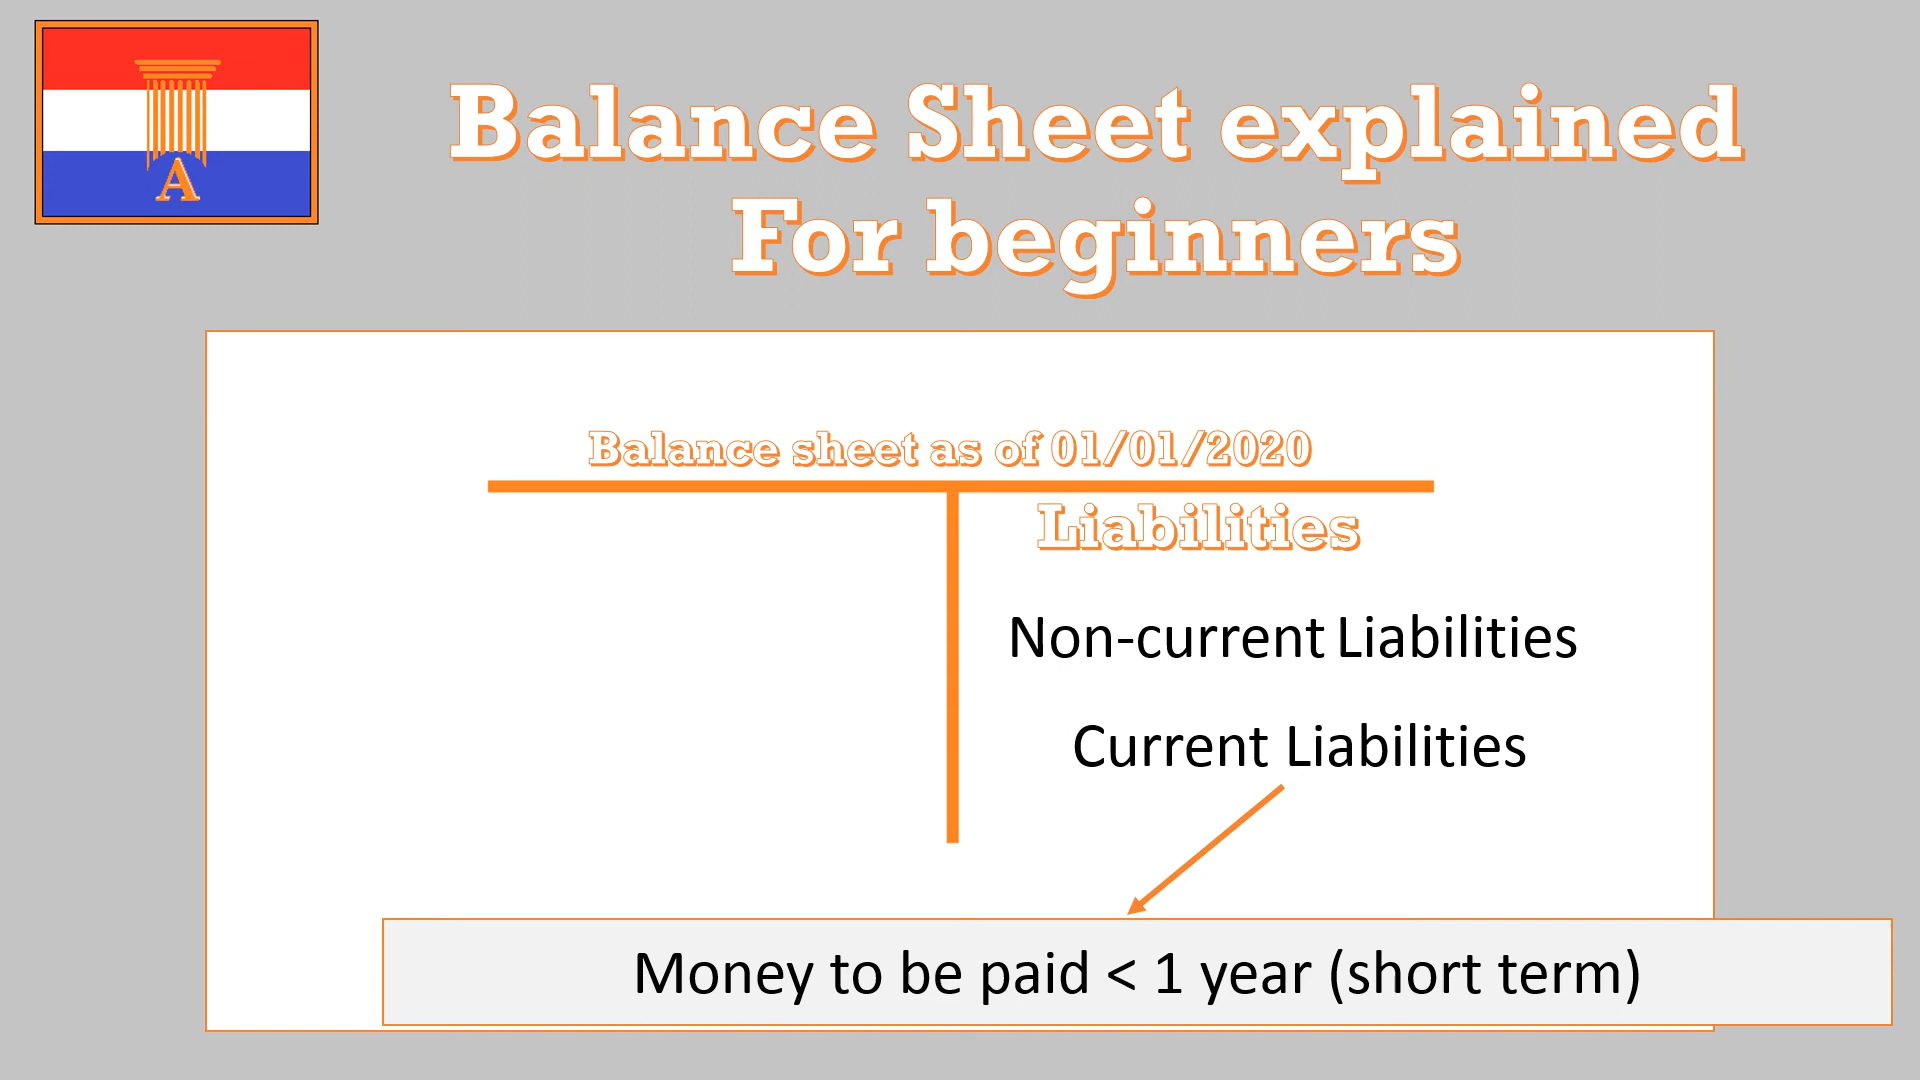 A
Balance Sheet explained
For beginners
Balance sheet as of 01/01/2020
Liabilities
Non-current Liabilities
Current Liabilities
Money to be paid < 1 year (short term)